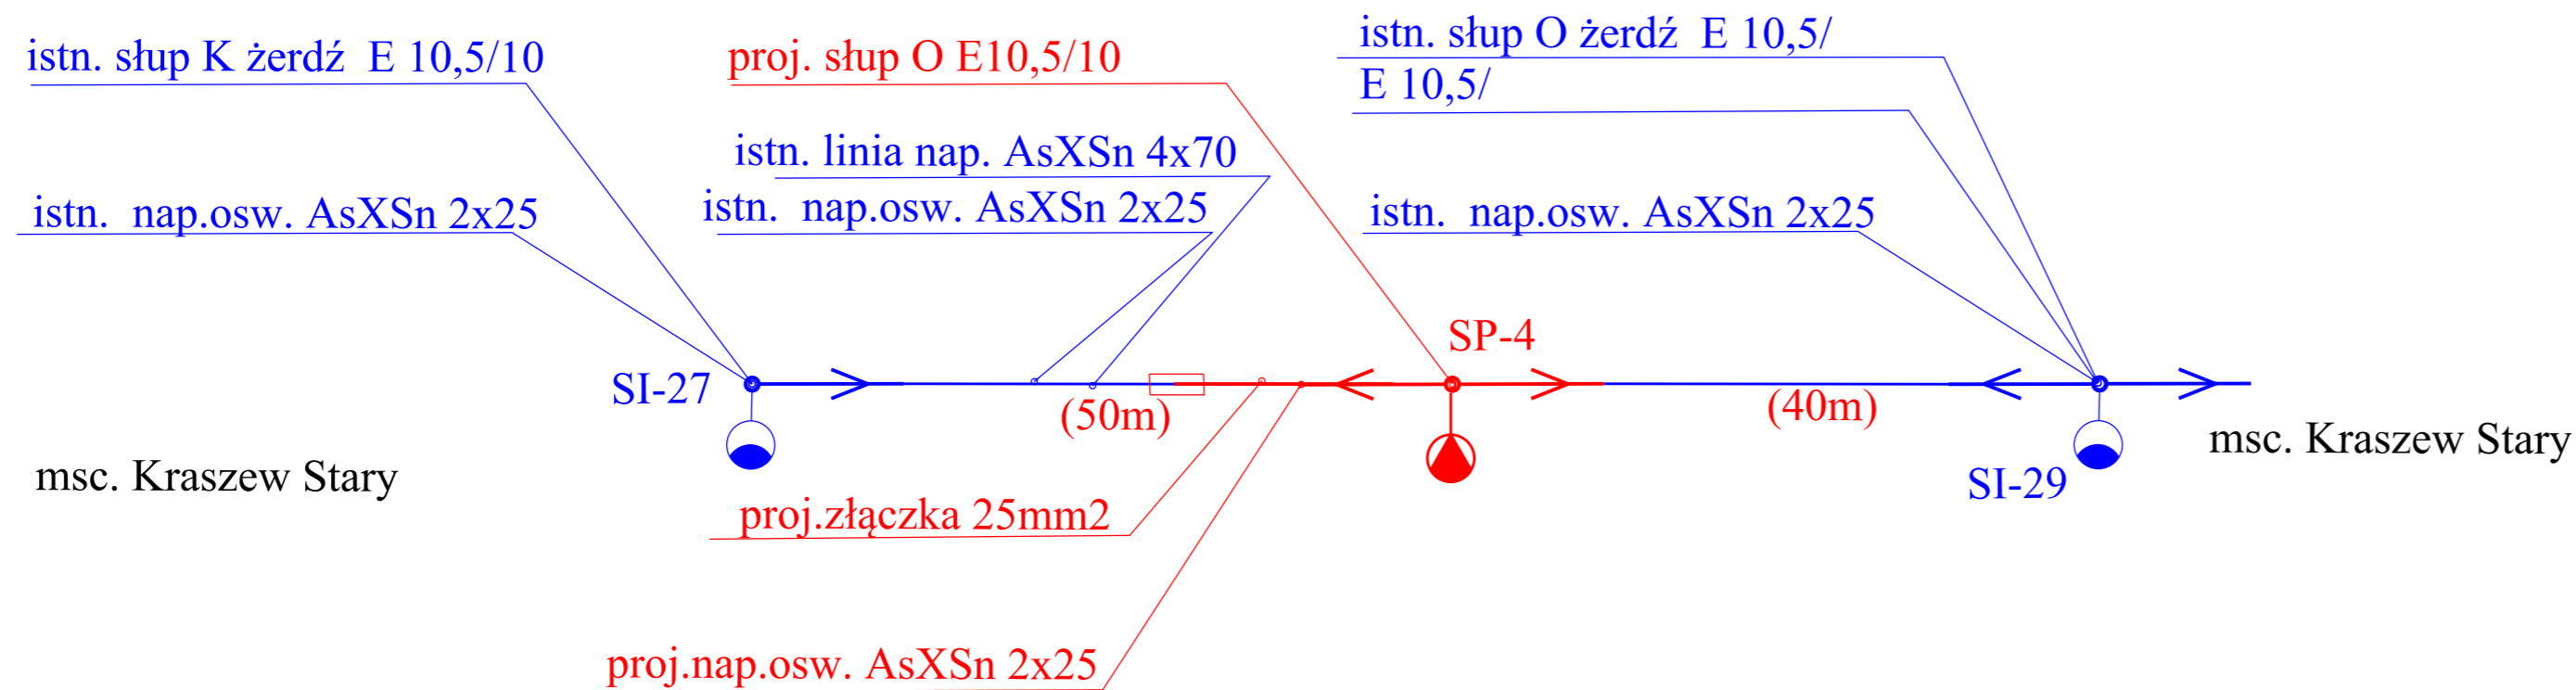 istn. słup K żerdź  E 10,5/10
proj. słup O E10,5/10
istn. słup O żerdź  E 10,5/
E 10,5/
istn. linia nap. AsXSn 4x70
istn.  nap.osw. AsXSn 2x25
istn.  nap.osw. AsXSn 2x25
istn.  nap.osw. AsXSn 2x25
SP-4
SI-27
(50m)
(40m)
msc. Kraszew Stary
msc. Kraszew Stary
SI-29
proj.złączka 25mm2
proj.nap.osw. AsXSn 2x25